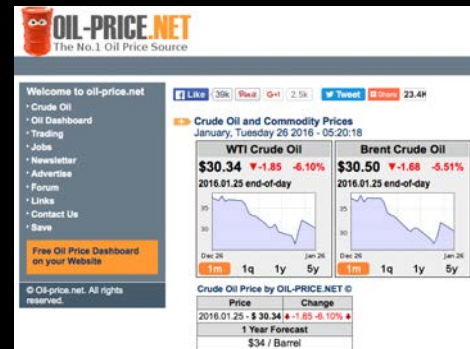 OIL-PRICE.NET
The No.1 Oil Price Source
Welcome to oil-price.net
Crude Oil
Oil Dashboard
Trading
Jobs
Newsletter
Advertise
Forum
Links
Contact Us
Save
Free Oil Price Dashboard
on your Website
© Oil-price.net. All rights
reserved.
Like 39k Pin it G+1 2.5k Tweet Share 23.4K
Crude Oil and Commodity Prices
January, Tuesday 26 2016 - 05:20:18
WTI Crude Oil
$30.34 ▼-1.85 -6.10%
2016.01.25 end-of-day
35
30
Dec 26 Jan 26
1m 1q 1y 5y
Brent Crude Oil
$30.50 ▼-1.68 -5.51%
2016.01.25 end-of-day
35
30
Dec 26 Jan 26
1m 1q 1y 5y
Crude Oil Price by OIL-PRICE.NET ©
Price Change
2016.01.25 - $ 30.34 -1.85 -6.10 %
1 Year Forecast
$34 / Barrel